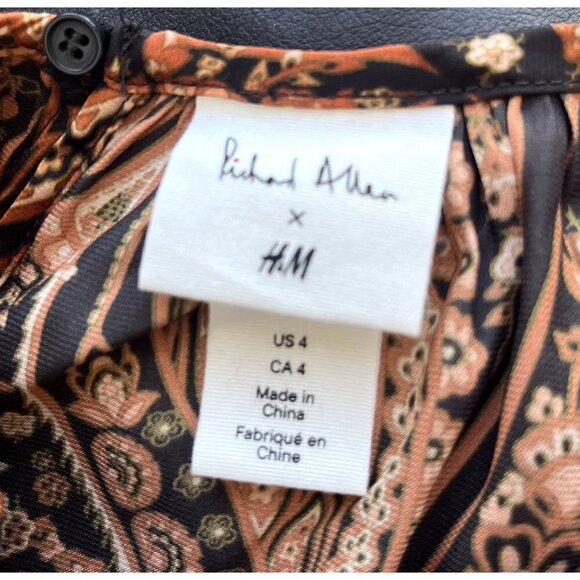 Richard Allan
×
H&M
US 4
CA 4
Made in
China
Fabriqué en
Chine